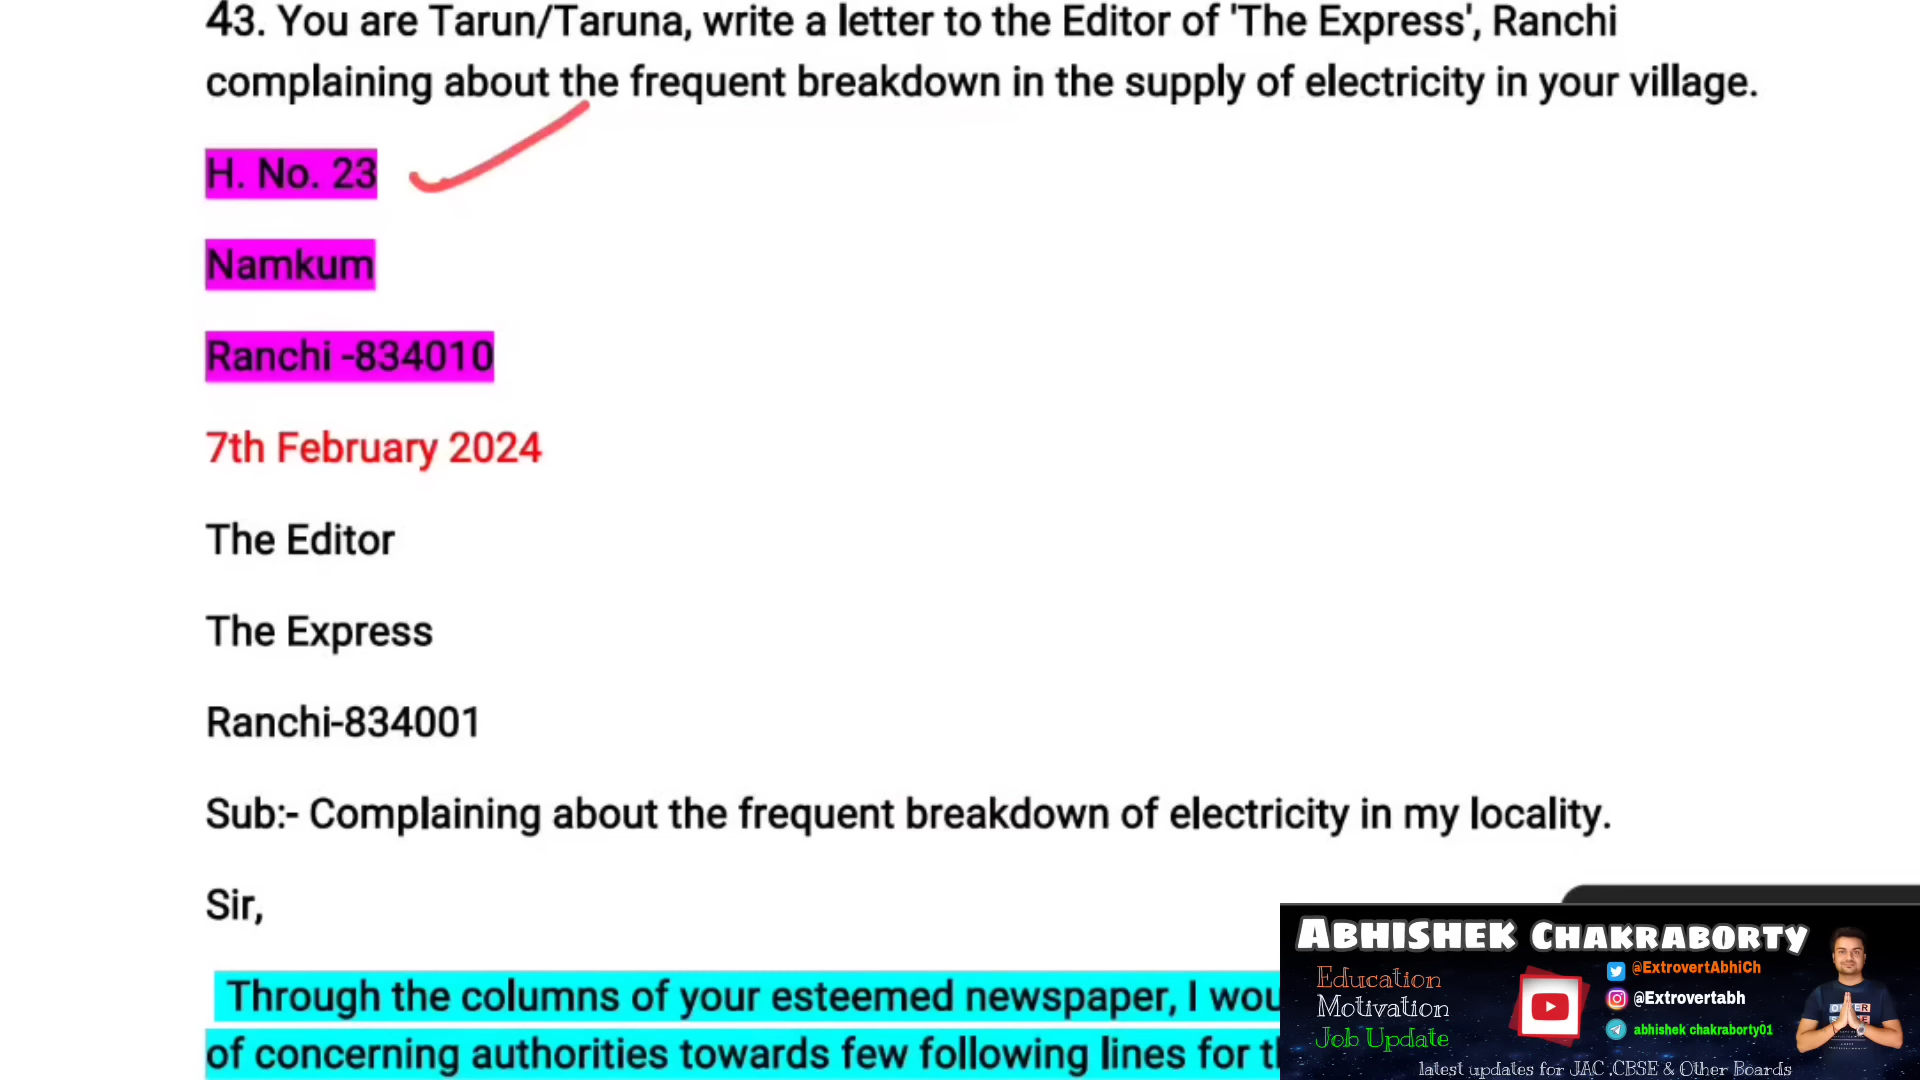 43. You are Tarun/Taruna, write a letter to the Editor of 'The Express', Ranchi
complaining about the frequent breakdown in the supply of electricity in your village.
H. No. 23
Namkum
Ranchi -834010
7th February 2024
The Editor
The Express
Ranchi-834001
Sub:- Complaining about the frequent breakdown of electricity in my locality.
Sir,
Through the columns of your esteemed newspaper, I
of concerning authorities towards few following lines for
ABHISHEK CHAKRABORTY
Education
Motivation
Job Update
@ExtrovertAbhiCh
@Extrovertabh
abhishek chakraborty01
latest updates for JAC ,CBSE & Other Boards